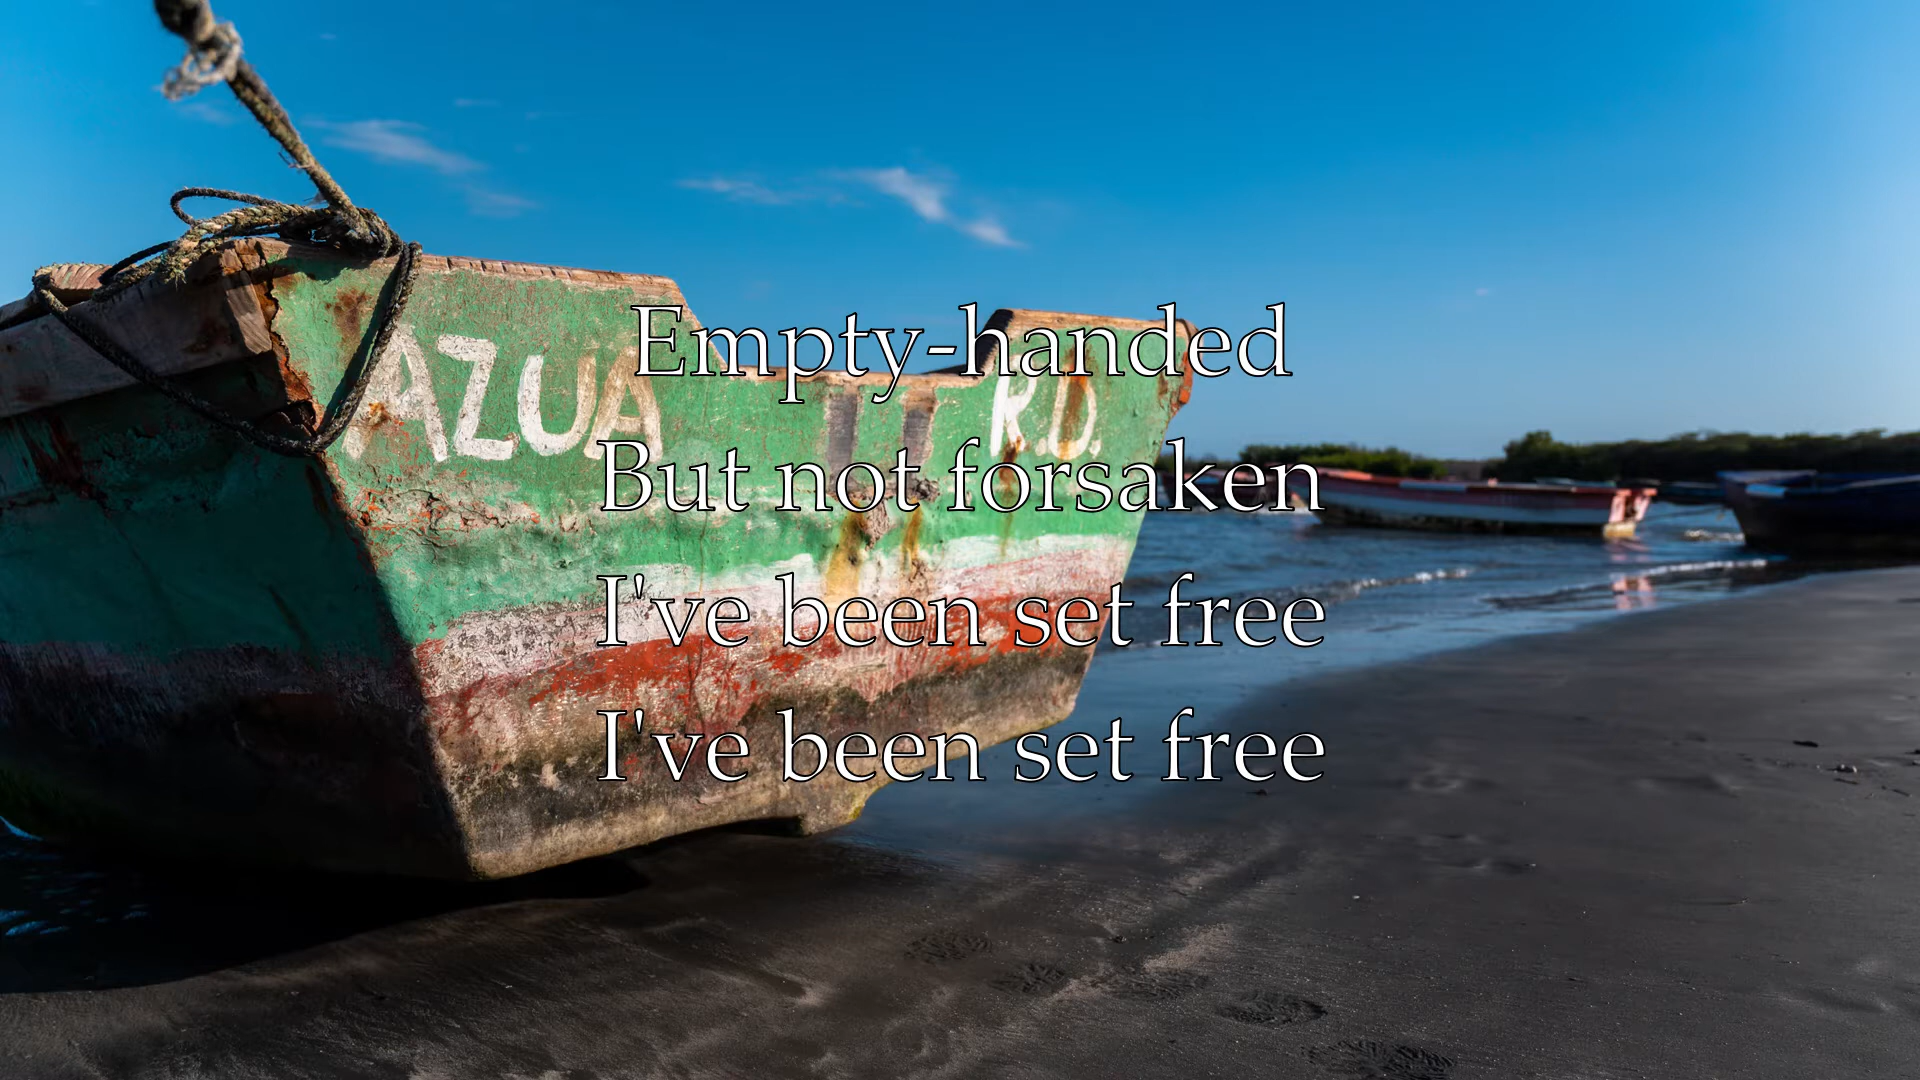 AZUA R.D.
Empty-handed
But not forsaken
I've been set free
I've been set free